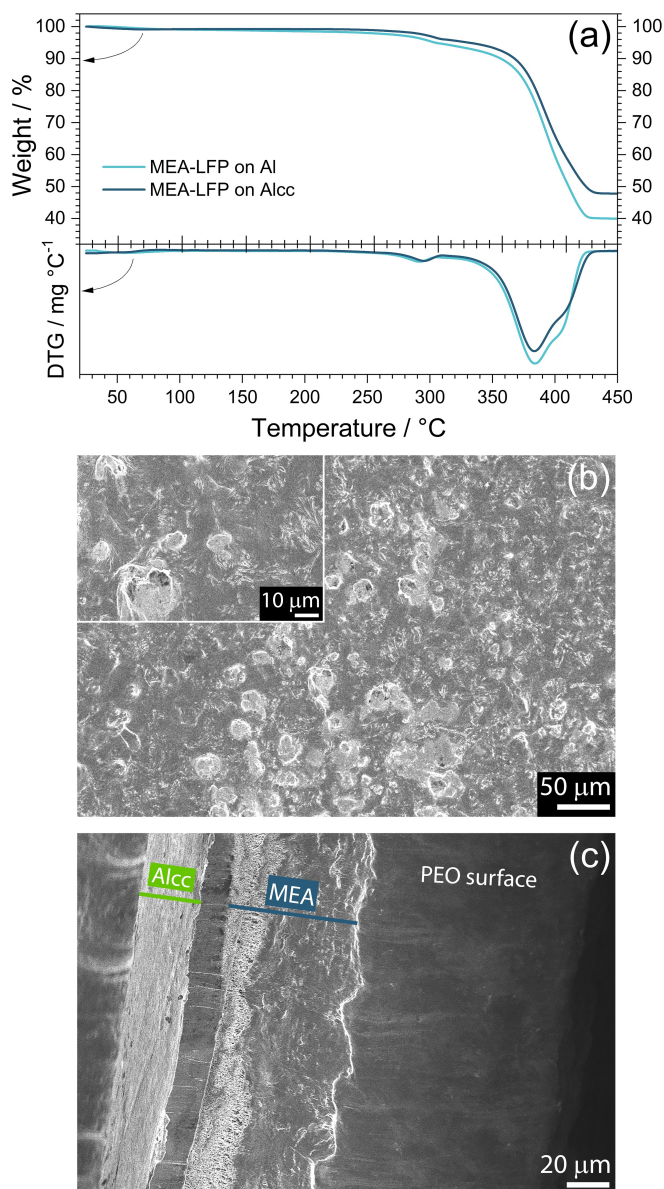 (a)
100
90
80
70
60
50
40
Weight / %
100
90
80
70
60
50
40
MEA-LFP on Al
MEA-LFP on Alcc
DTG / mg °C⁻¹
50 100 150 200 250 300 350 400 450
Temperature / °C
(b)
10 µm
50 µm
(c)
Alcc
MEA
PEO surface
20 µm